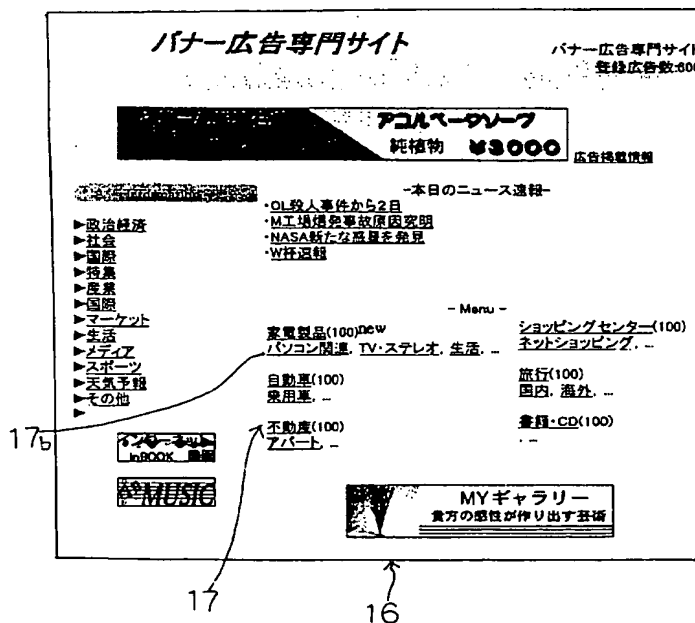 バナー広告専門サイト
バナー広告専門サイト
登録広告数:600
アコルベータソープ
純植物 ¥3000
広告掲載情報
-本日のニュース速報-
・OL殺人事件から2日
・M工場爆発事故原因究明
・NASA新たな惑星を発見
・W杯速報
▶政治経済
▶社会
▶国際
▶特集
▶産業
▶国際
▶マーケット
▶生活
▶メディア
▶スポーツ
▶天気予報
▶その他
▶
- Menu -
家電製品(100)new
パソコン関連, TV・ステレオ, 生活, …
ショッピングセンター(100)
ネットショッピング, …
自動車(100)
乗用車, …
旅行(100)
国内, 海外, …
不動産(100)
アパート, …
書籍・CD(100)
・…
InBOOK
MUSIC
MYギャラリー
貴方の感性が作り出す芸術
17b
17
16